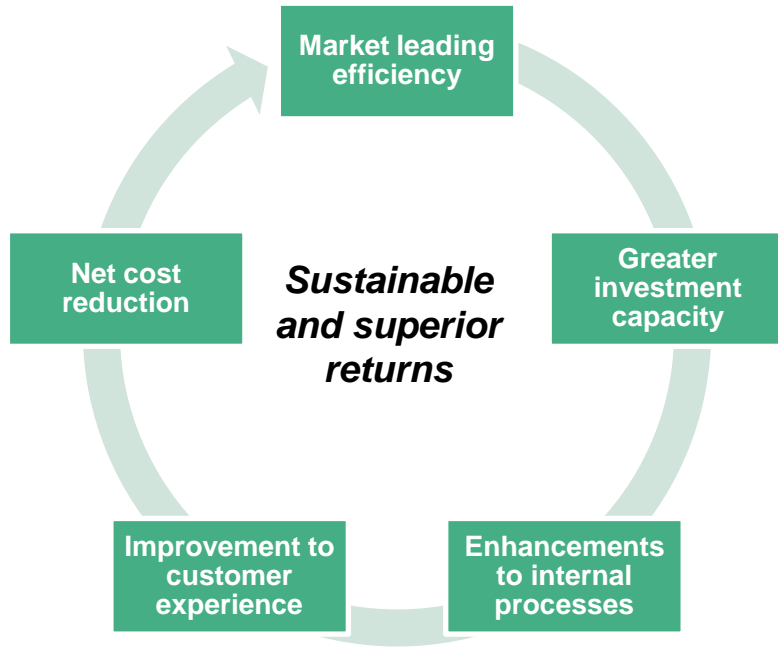 Market leading
efficiency
Greater
investment
capacity
Enhancements
to internal
processes
Improvement to
customer
experience
Net cost
reduction
Sustainable
and superior
returns